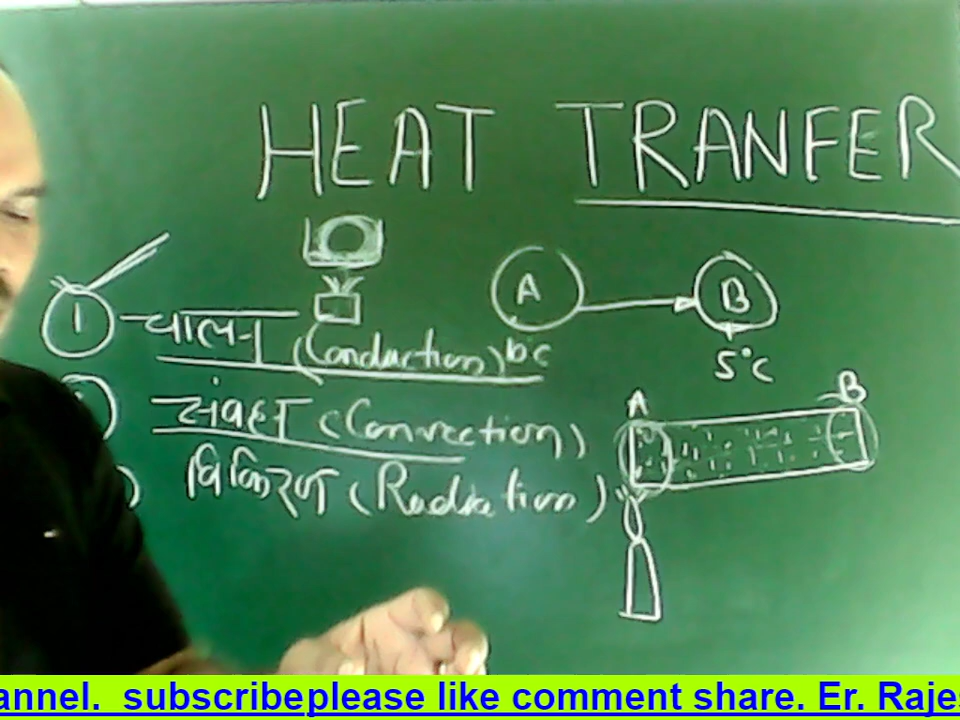 HEAT TRANFER
A B
1 चालन (Conduction)
5°C
A B
संवहन (Convection)
विकिरण (Radiation)
annel. subscribeplease like comment share. Er. Raje